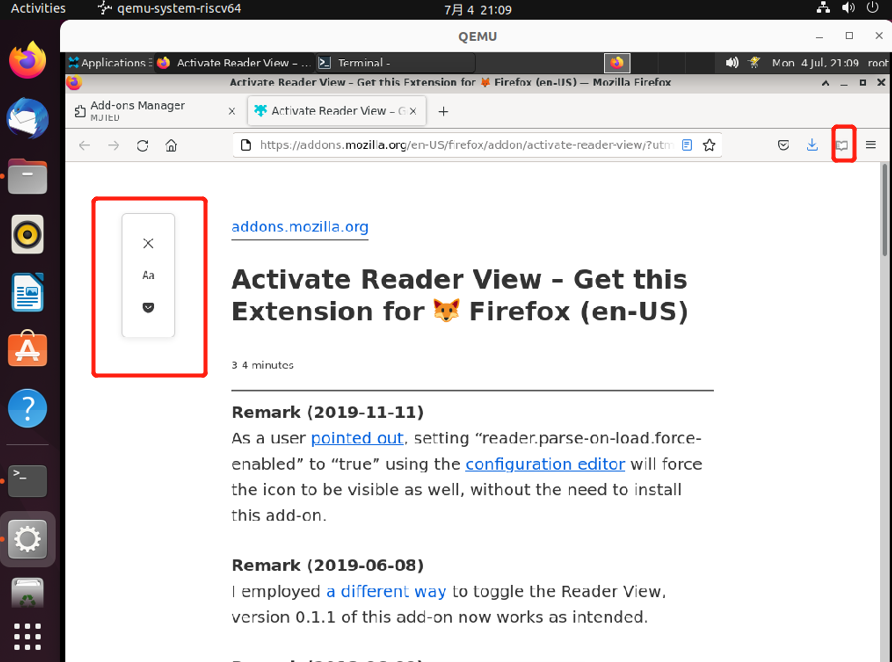 Activities qemu-system-riscv64 7月 4 21:09
QEMU
Applications Activate Reader View – ... Terminal - Mon 4 Jul, 21:09 root
Activate Reader View – Get this Extension for 🦊 Firefox (en-US) — Mozilla Firefox
Add-ons Manager
MUTED
Activate Reader View – G
https://addons.mozilla.org/en-US/firefox/addon/activate-reader-view/?utm
addons.mozilla.org
Aa
Activate Reader View – Get this
Extension for 🦊 Firefox (en-US)
3-4 minutes
Remark (2019-11-11)
As a user pointed out, setting “reader.parse-on-load.force-
enabled” to “true” using the configuration editor will force
the icon to be visible as well, without the need to install
this add-on.
Remark (2019-06-08)
I employed a different way to toggle the Reader View,
version 0.1.1 of this add-on now works as intended.